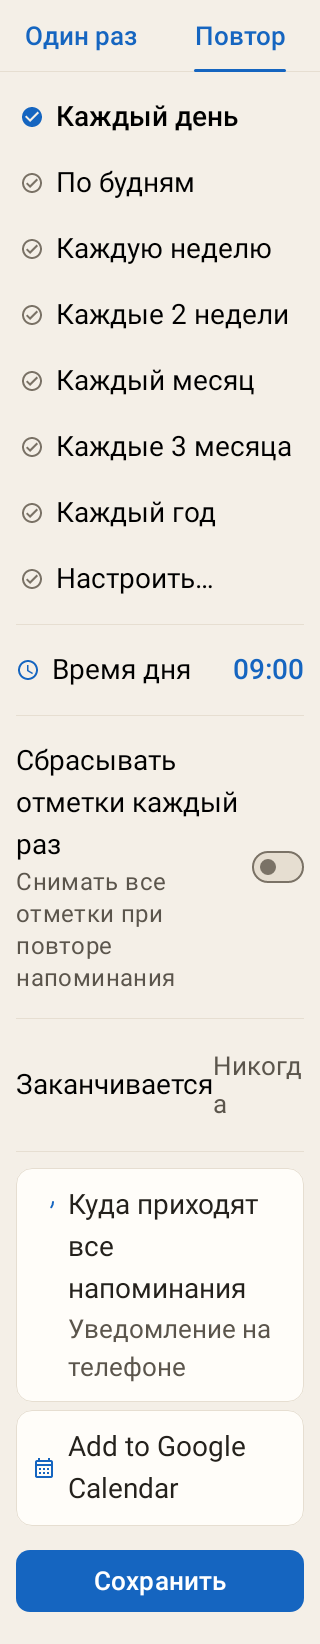 Один раз
Повтор
Каждый день
По будням
Каждую неделю
Каждые 2 недели
Каждый месяц
Каждые 3 месяца
Каждый год
Настроить...
Время дня 09:00
Сбрасывать
отметки каждый
раз
Снимать все
отметки при
повторе
напоминания
Заканчивается
Никогд
а
Куда приходят
все
напоминания
Уведомление на
телефоне
Add to Google
Calendar
Сохранить